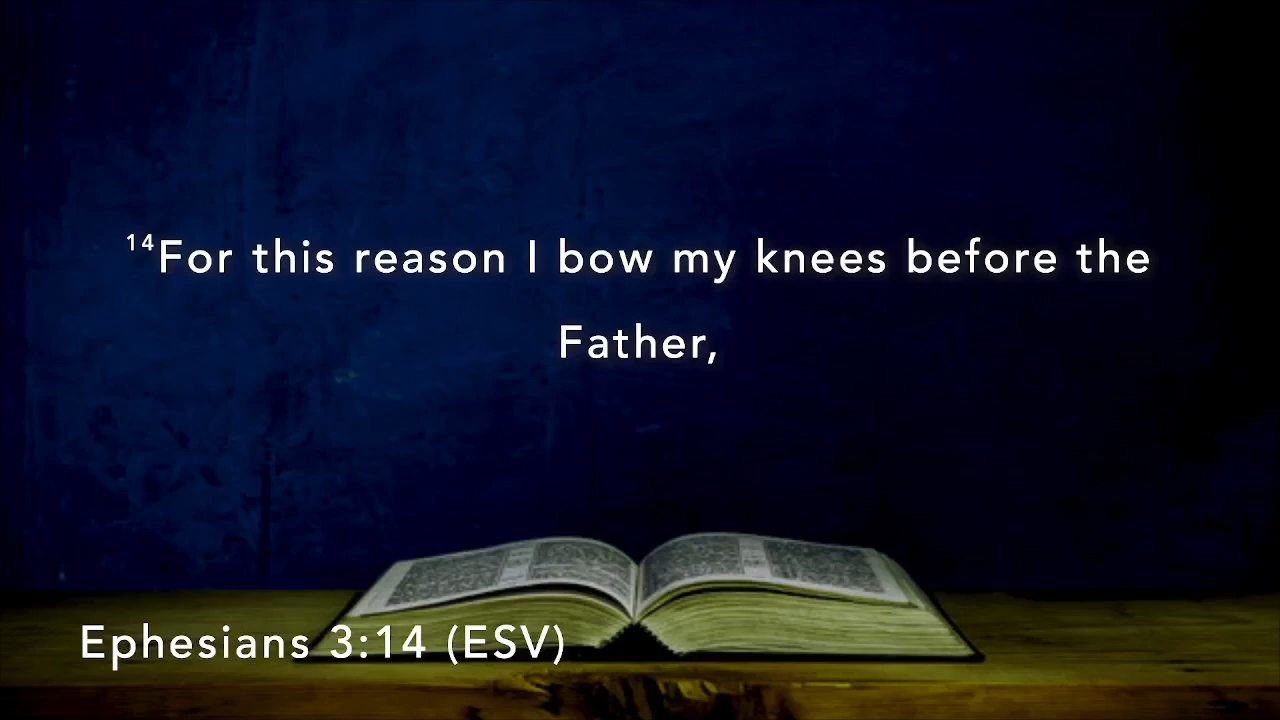 ¹⁴For this reason I bow my knees before the
Father,
Ephesians 3:14 (ESV)